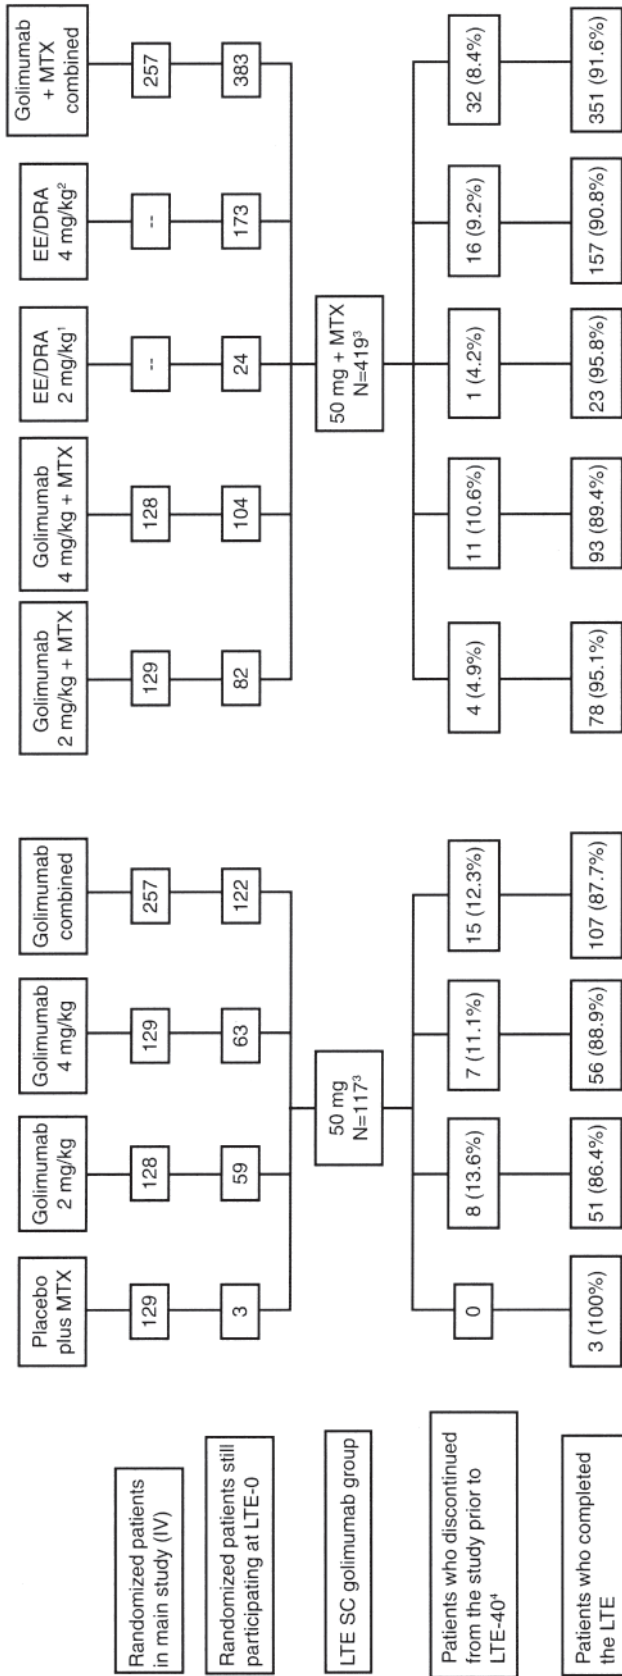 Placebo
plus MTX
Golimumab
2 mg/kg
Golimumab
4 mg/kg
Golimumab
combined
Golimumab
2 mg/kg + MTX
Golimumab
4 mg/kg + MTX
EE/DRA
2 mg/kg¹
EE/DRA
4 mg/kg²
Golimumab
+ MTX
combined
Randomized patients
in main study (IV)
129
128
129
257
129
128
--
--
257
Randomized patients still
participating at LTE-0
3
59
63
122
82
104
24
173
383
LTE SC golimumab group
50 mg
N=117³
50 mg + MTX
N=419³
Patients who discontinued
from the study prior to
LTE-40⁴
0
8 (13.6%)
7 (11.1%)
15 (12.3%)
4 (4.9%)
11 (10.6%)
1 (4.2%)
16 (9.2%)
32 (8.4%)
Patients who completed
the LTE
3 (100%)
51 (86.4%)
56 (88.9%)
107 (87.7%)
78 (95.1%)
93 (89.4%)
23 (95.8%)
157 (90.8%)
351 (91.6%)